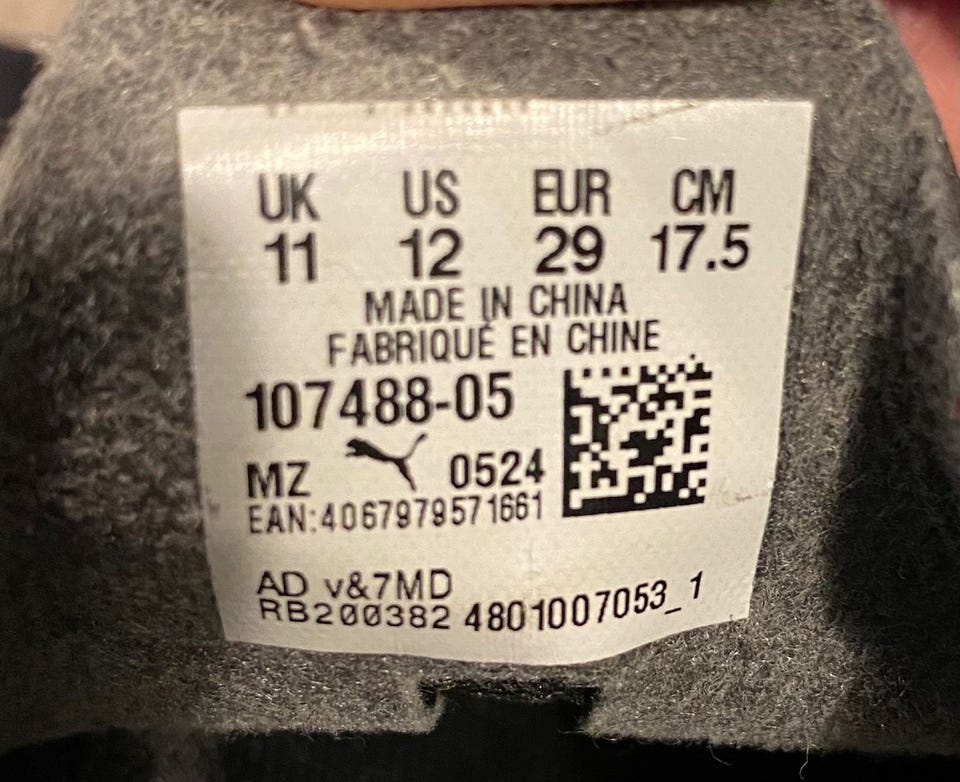 UK US EUR CM
11 12 29 17.5
MADE IN CHINA
FABRIQUÉ EN CHINE
107488-05
MZ 0524
EAN:4067979571661
AD v&7MD
RB200382 4801007053_1